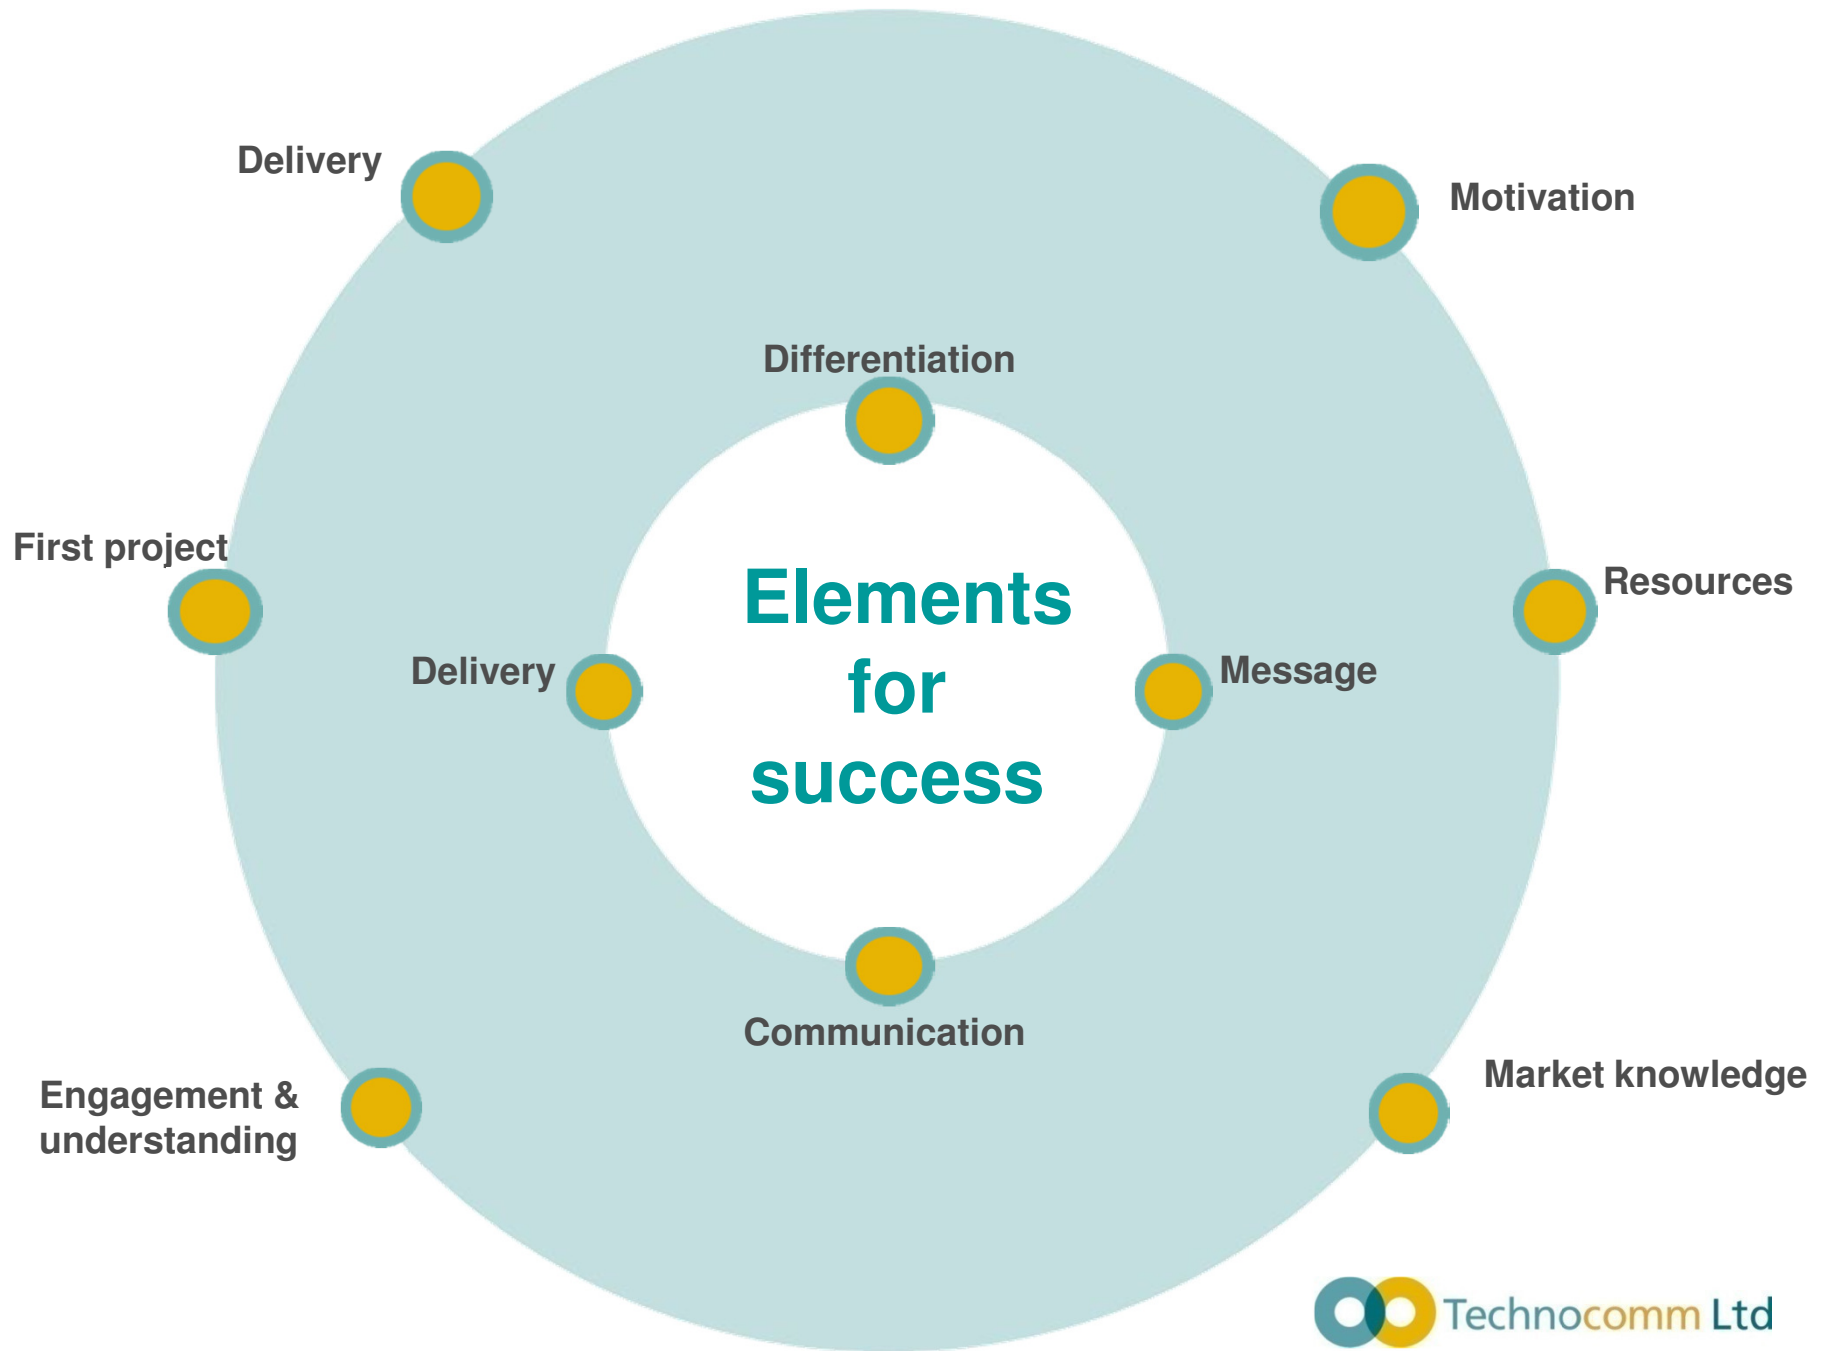 Delivery
Motivation
Differentiation
First project
Resources
Elements
for
success
Delivery
Message
Communication
Market knowledge
Engagement &
understanding
Technocomm Ltd